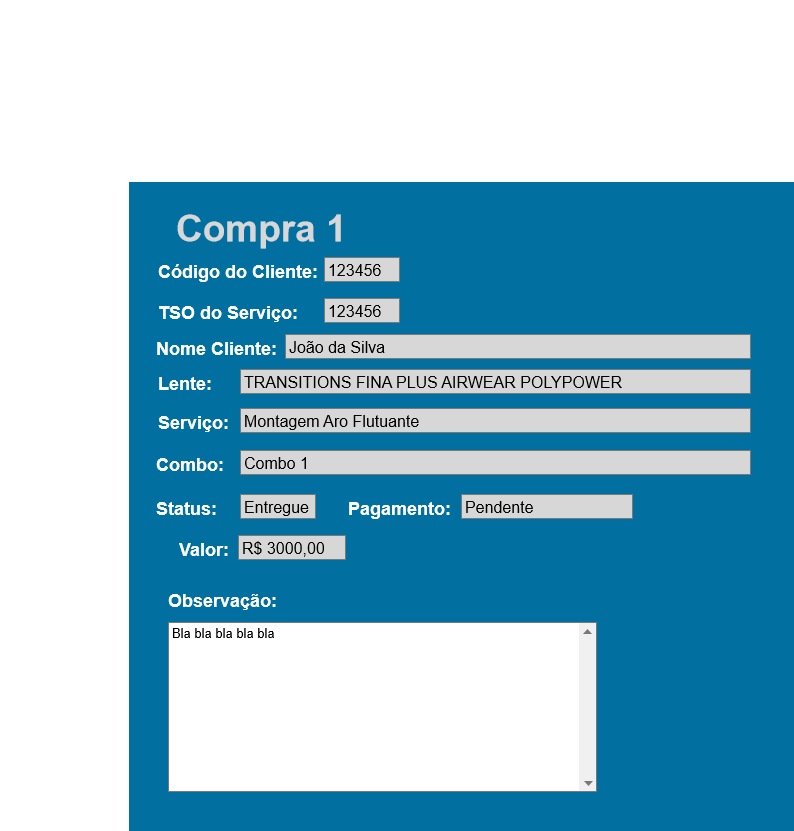 Compra 1
Código do Cliente: 123456
TSO do Serviço: 123456
Nome Cliente: João da Silva
Lente: TRANSITIONS FINA PLUS AIRWEAR POLYPOWER
Serviço: Montagem Aro Flutuante
Combo: Combo 1
Status: Entregue Pagamento: Pendente
Valor: R$ 3000,00
Observação:
Bla bla bla bla bla